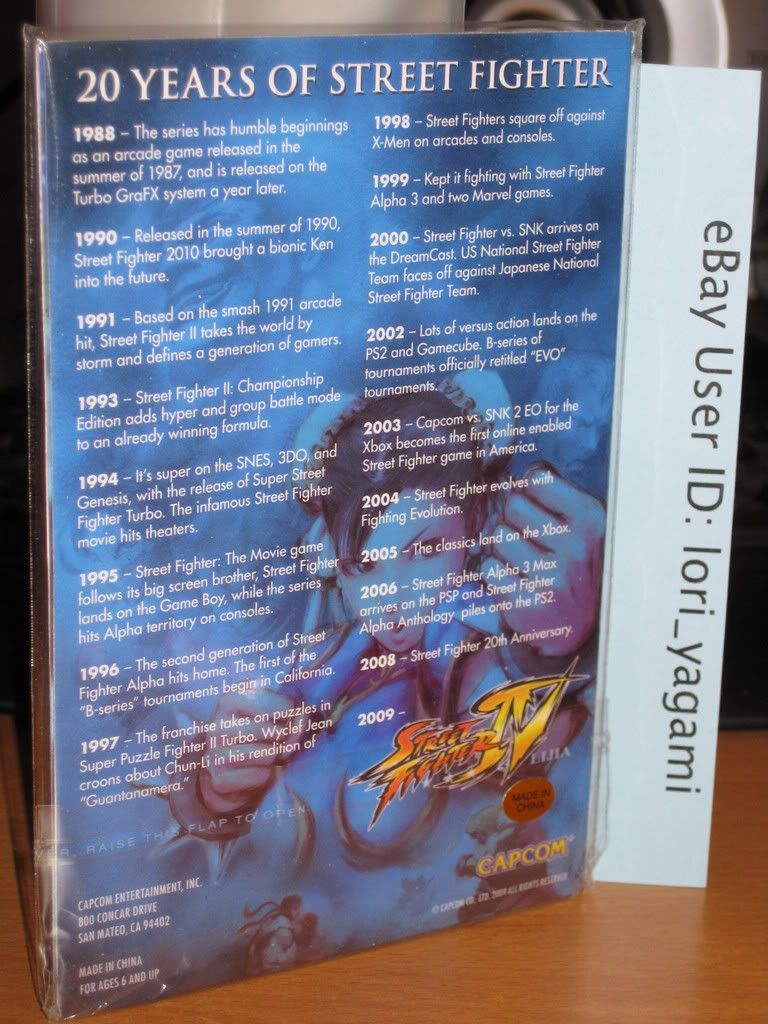 20 YEARS OF STREET FIGHTER
1988 – The series has humble beginnings
as an arcade game released in the
summer of 1987, and is released on the
Turbo GraFX system a year later.
1990 – Released in the summer of 1990,
Street Fighter 2010 brought a bionic Ken
into the future.
1991 – Based on the smash 1991 arcade
hit, Street Fighter II takes the world by
storm and defines a generation of gamers.
1993 – Street Fighter II: Championship
Edition adds hyper and group battle mode
to an already winning formula.
1994 – It's super on the SNES, 3DO, and
Genesis, with the release of Super Street
Fighter Turbo. The infamous Street Fighter
movie hits theaters.
1995 – Street Fighter: The Movie game
follows its big screen brother, Street Fighter
lands on the Game Boy, while the series
hits Alpha territory on consoles.
1996 – The second generation of Street
Fighter Alpha hits home. The first of the
"B-series" tournaments begin in California.
1997 – The franchise takes on puzzles in
Super Puzzle Fighter II Turbo. Wyclef Jean
croons about Chun-Li in his rendition of
"Guantanamera."
1998 – Street Fighters square off against
X-Men on arcades and consoles.
1999 – Kept it fighting with Street Fighter
Alpha 3 and two Marvel games.
2000 – Street Fighter vs. SNK arrives on
the DreamCast. US National Street Fighter
Team faces off against Japanese National
Street Fighter Team.
2002 – Lots of versus action lands on the
PS2 and Gamecube. B-series of
tournaments officially retitled "EVO"
tournaments.
2003 – Capcom vs. SNK 2 EO for the
Xbox becomes the first online enabled
Street Fighter game in America.
2004 – Street Fighter evolves with
Fighting Evolution.
2005 – The classics land on the Xbox.
2006 – Street Fighter Alpha 3 Max
arrives on the PSP and Street Fighter
Alpha Anthology piles onto the PS2.
2008 – Street Fighter 20th Anniversary.
2009 –
STREET FIGHTER IV
MADE IN
CHINA
CAPCOM
© CAPCOM CO., LTD. 2009 ALL RIGHTS RESERVED.
RAISE THIS FLAP TO OPEN
CAPCOM ENTERTAINMENT, INC.
800 CONCAR DRIVE
SAN MATEO, CA 94402
MADE IN CHINA
FOR AGES 6 AND UP
eBay User ID: Iori_yagami